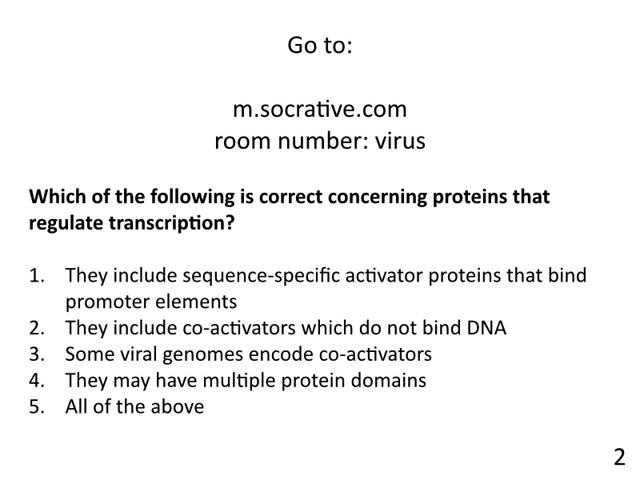 Go to:
m.socrative.com
room number: virus
Which of the following is correct concerning proteins that
regulate transcription?
1. They include sequence-specific activator proteins that bind
promoter elements
2. They include co-activators which do not bind DNA
3. Some viral genomes encode co-activators
4. They may have multiple protein domains
5. All of the above
2